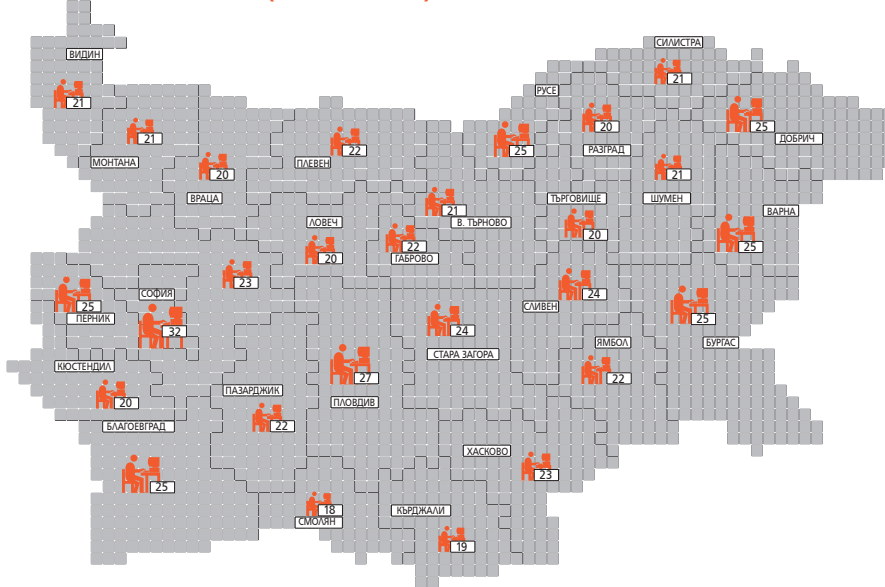 СИЛИСТРА
ВИДИН
21
21
РУСЕ
25
20
25
21
ДОБРИЧ
22
25
РАЗГРАД
МОНТАНА
ПЛЕВЕН
20
21
ВРАЦА
ТЪРГОВИЩЕ
ШУМЕН
21
ВАРНА
ЛОВЕЧ
В. ТЪРНОВО
20
22
25
20
ГАБРОВО
23
СОФИЯ
24
25
СЛИВЕН
ПЕРНИК
25
32
24
ЯМБОЛ
БУРГАС
СТАРА ЗАГОРА
КЮСТЕНДИЛ
27
22
ПАЗАРДЖИК
20
ПЛОВДИВ
БЛАГОЕВГРАД
22
ХАСКОВО
23
25
18
КЪРДЖАЛИ
СМОЛЯН
19